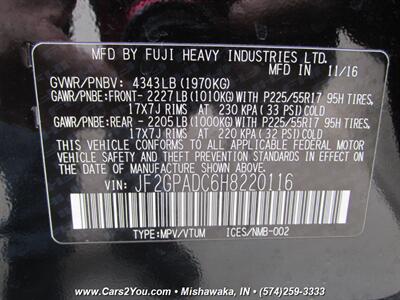 MFD BY FUJI HEAVY INDUSTRIES LTD.
MFD IN 11/16
GVWR/PNBV: 4343LB (1970KG)
GAWR/PNBE:FRONT- 2227LB (1010KG) WITH P225/55R17 95H TIRES,
17X7J RIMS AT 230 KPA (33 PSI) COLD
GAWR/PNBE:REAR - 2205LB (1000KG) WITH P225/55R17 95H TIRES,
17X7J RIMS AT 220 KPA (32 PSI) COLD
THIS VEHICLE CONFORMS TO ALL APPLICABLE FEDERAL MOTOR
VEHICLE SAFETY, BUMPER AND THEFT PREVENTION STANDARDS
IN EFFECT ON THE DATE OF MANUFACTURE SHOWN ABOVE.
VIN: JF2GPADC6H8220116
TYPE:MPV/VTUM ICES/NMB-002
www.Cars2You.com - Mishawaka, IN (574)259-3333